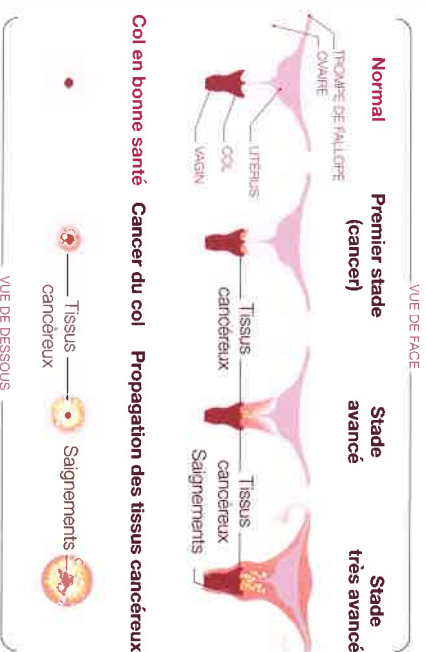 VUE DE FACE
Normal
Premier stade
(cancer)
Stade
avancé
Stade
très avancé
TROMPE DE FALLOPE
OVAIRE
UTÉRUS
COL
VAGIN
Tissus
cancéreux
Tissus
cancéreux
Saignements
Col en bonne santé
Cancer du col
Propagation des tissus cancéreux
Tissus
cancéreux
Saignements
VUE DE DESSOUS